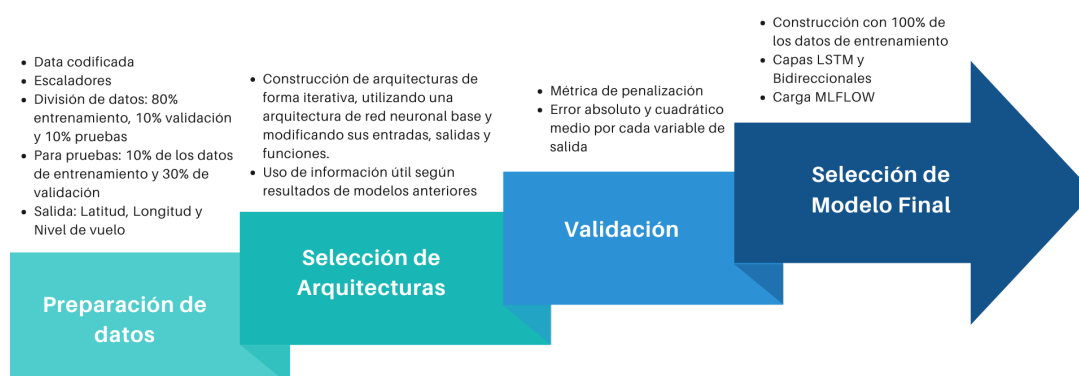 • Data codificada
• Escaladores
• División de datos: 80%
entrenamiento, 10% validación
y 10% pruebas
• Para pruebas: 10% de los datos
de entrenamiento y 30% de
validación
• Salida: Latitud, Longitud y
Nivel de vuelo
Preparación de
datos
• Construcción de arquitecturas de
forma iterativa, utilizando una
arquitectura de red neuronal base y
modificando sus entradas, salidas y
funciones.
• Uso de información útil según
resultados de modelos anteriores
Selección de
Arquitecturas
• Métrica de penalización
• Error absoluto y cuadrático
medio por cada variable de
salida
Validación
• Construcción con 100% de
los datos de entrenamiento
• Capas LSTM y
Bidireccionales
• Carga MLFLOW
Selección de
Modelo Final